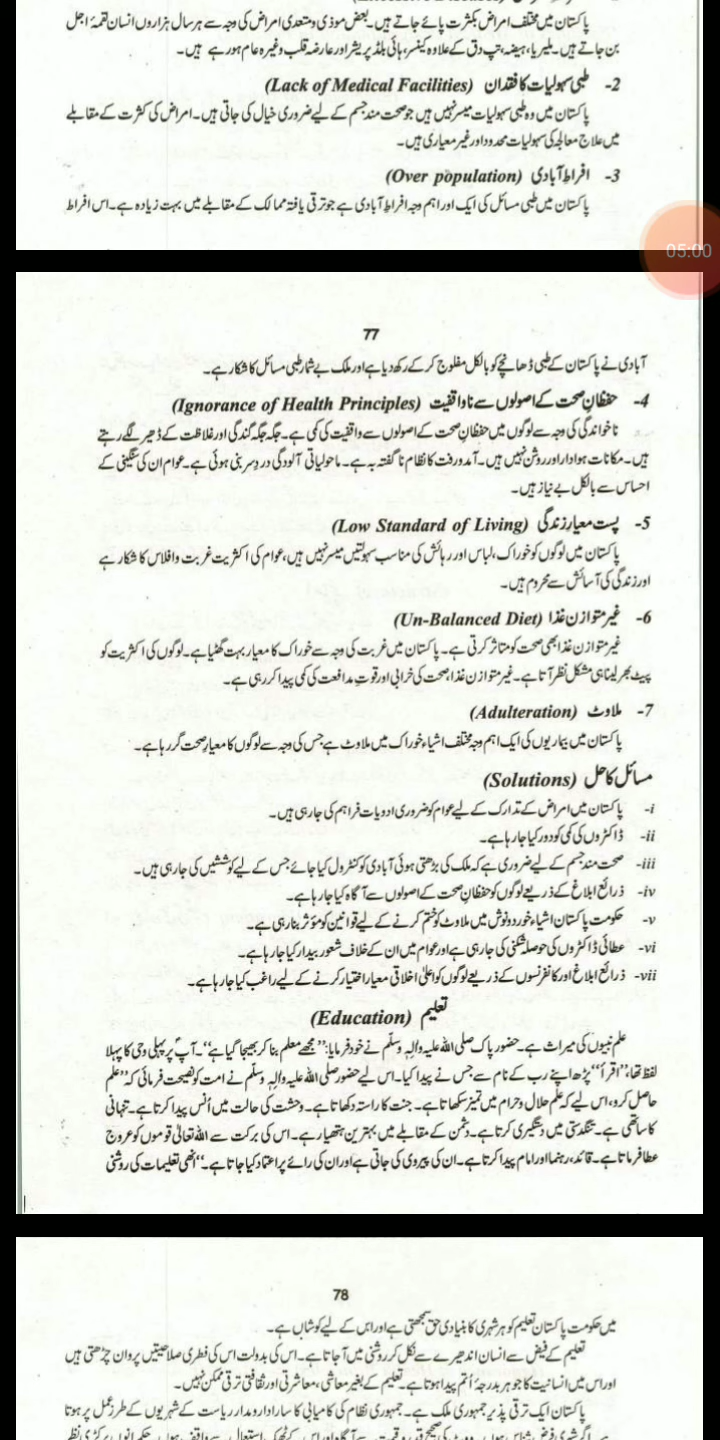 پاکستان میں مختلف امراض بکثرت پائے جاتے ہیں۔ بعض موذی و متعدی امراض کی وجہ سے ہر سال ہزاروں انسان لقمۂ اجل
بن جاتے ہیں۔ ملیریا، ہیضہ، تپ دق کے علاوہ کینسر، ہائی بلڈ پریشر اور عارضہ قلب وغیرہ عام ہو رہے ہیں۔
2- طبی سہولیات کا فقدان (Lack of Medical Facilities)
پاکستان میں وہ طبی سہولیات میسر نہیں ہیں جو صحت مند جسم کے لیے ضروری خیال کی جاتی ہیں۔ امراض کی کثرت کے مقابلے
میں علاج معالجہ کی سہولیات محدود اور غیر معیاری ہیں۔
3- افراط آبادی (Over population)
پاکستان میں طبی مسائل کی ایک اور اہم وجہ افراط آبادی ہے جو ترقی یافتہ ممالک کے مقابلے میں بہت زیادہ ہے۔ اس افراط
05:00
77
آبادی نے پاکستان کے طبی ڈھانچے کو بالکل مفلوج کر کے رکھ دیا ہے اور ملک بے شمار طبی مسائل کا شکار ہے۔
4- حفظانِ صحت کے اصولوں سے ناواقفیت (Ignorance of Health Principles)
ناخواندگی کی وجہ سے لوگوں میں حفظانِ صحت کے اصولوں سے واقفیت کی کمی ہے۔ جگہ جگہ گندگی اور غلاظت کے ڈھیر لگے رہتے
ہیں۔ مکانات ہوادار اور روشن نہیں ہیں۔ آمدورفت کا نظام ناگفتہ بہ ہے۔ ماحولیاتی آلودگی دردِ سر بنی ہوئی ہے۔ عوام ان کی سنگینی کے
احساس سے بالکل بے نیاز ہیں۔
5- پست معیار زندگی (Low Standard of Living)
پاکستان میں لوگوں کو خوراک، لباس اور رہائش کی مناسب سہولتیں میسر نہیں ہیں، عوام کی اکثریت غربت و افلاس کا شکار ہے
اور زندگی کی آسائش سے محروم ہیں۔
6- غیر متوازن غذا (Un-Balanced Diet)
غیر متوازن غذا بھی صحت کو متاثر کرتی ہے۔ پاکستان میں غربت کی وجہ سے خوراک کا معیار بہت گھٹیا ہے۔ لوگوں کی اکثریت کو
پیٹ بھر لینا ہی مشکل نظر آتا ہے۔ غیر متوازن غذا، صحت کی خرابی اور قوتِ مدافعت کی کمی پیدا کر رہی ہے۔
7- ملاوٹ (Adulteration)
پاکستان میں بیماریوں کی ایک اہم وجہ مختلف اشیاء خوراک میں ملاوٹ ہے جس کی وجہ سے لوگوں کا معیارِ صحت گر رہا ہے۔
مسائل کا حل (Solutions)
i- پاکستان میں امراض کے تدارک کے لیے عوام کو ضروری ادویات فراہم کی جا رہی ہیں۔
ii- ڈاکٹروں کی کمی کو دور کیا جا رہا ہے۔
iii- صحت مند جسم کے لیے ضروری ہے کہ ملک کی بڑھتی ہوئی آبادی کو کنٹرول کیا جائے جس کے لیے کوششیں کی جا رہی ہیں۔
iv- ذرائع ابلاغ کے ذریعے لوگوں کو حفظانِ صحت کے اصولوں سے آگاہ کیا جا رہا ہے۔
v- حکومت پاکستان اشیاء خوردونوش میں ملاوٹ کو ختم کرنے کے لیے قوانین کو مؤثر بنا رہی ہے۔
vi- عطائی ڈاکٹروں کی حوصلہ شکنی کی جا رہی ہے اور عوام میں ان کے خلاف شعور بیدار کیا جا رہا ہے۔
vii- ذرائع ابلاغ اور کانفرنسوں کے ذریعے لوگوں کو اعلیٰ اخلاقی معیار اختیار کرنے کے لیے راغب کیا جا رہا ہے۔
تعلیم (Education)
علم نبیوں کی میراث ہے۔ حضور پاک صلی اللہ علیہ والہٖ وسلّم نے خود فرمایا: ”مجھے معلم بنا کر بھیجا گیا ہے“۔ آپؐ پر پہلی وحی کا پہلا
لفظ تھا، ”اقرأ“ پڑھ اپنے رب کے نام سے جس نے پیدا کیا۔ اس لیے حضور صلی اللہ علیہ والہٖ وسلّم نے امت کو نصیحت فرمائی کہ ”علم
حاصل کرو، اس لیے کہ علم حلال و حرام میں تمیز سکھاتا ہے۔ جنت کا راستہ دکھاتا ہے۔ وحشت کی حالت میں اُنس پیدا کرتا ہے۔ تنہائی
کا ساتھی ہے۔ تنگدستی میں دستگیری کرتا ہے۔ دشمن کے مقابلے میں بہترین ہتھیار ہے۔ اس کی برکت سے اللہ تعالیٰ قوموں کو عروج
عطا فرماتا ہے۔ قائد، رہنما اور امام پیدا کرتا ہے۔ ان کی پیروی کی جاتی ہے اور ان کی رائے پر اعتماد کیا جاتا ہے۔“ انھی تعلیمات کی روشنی
78
میں حکومت پاکستان تعلیم کو ہر شہری کا بنیادی حق سمجھتی ہے اور اس کے لیے کوشاں ہے۔
تعلیم کے فیض سے انسان اندھیرے سے نکل کر روشنی میں آ جاتا ہے۔ اس کی بدولت اس کی فطری صلاحیتیں پروان چڑھتی ہیں
اور اس میں انسانیت کا جوہر بدرجۂ اُتم پیدا ہوتا ہے۔ تعلیم کے بغیر معاشی، معاشرتی اور ثقافتی ترقی ممکن نہیں۔
پاکستان ایک ترقی پذیر جمہوری ملک ہے۔ جمہوری نظام کی کامیابی کا سارا دارومدار ریاست کے شہریوں کے طرز عمل پر ہوتا